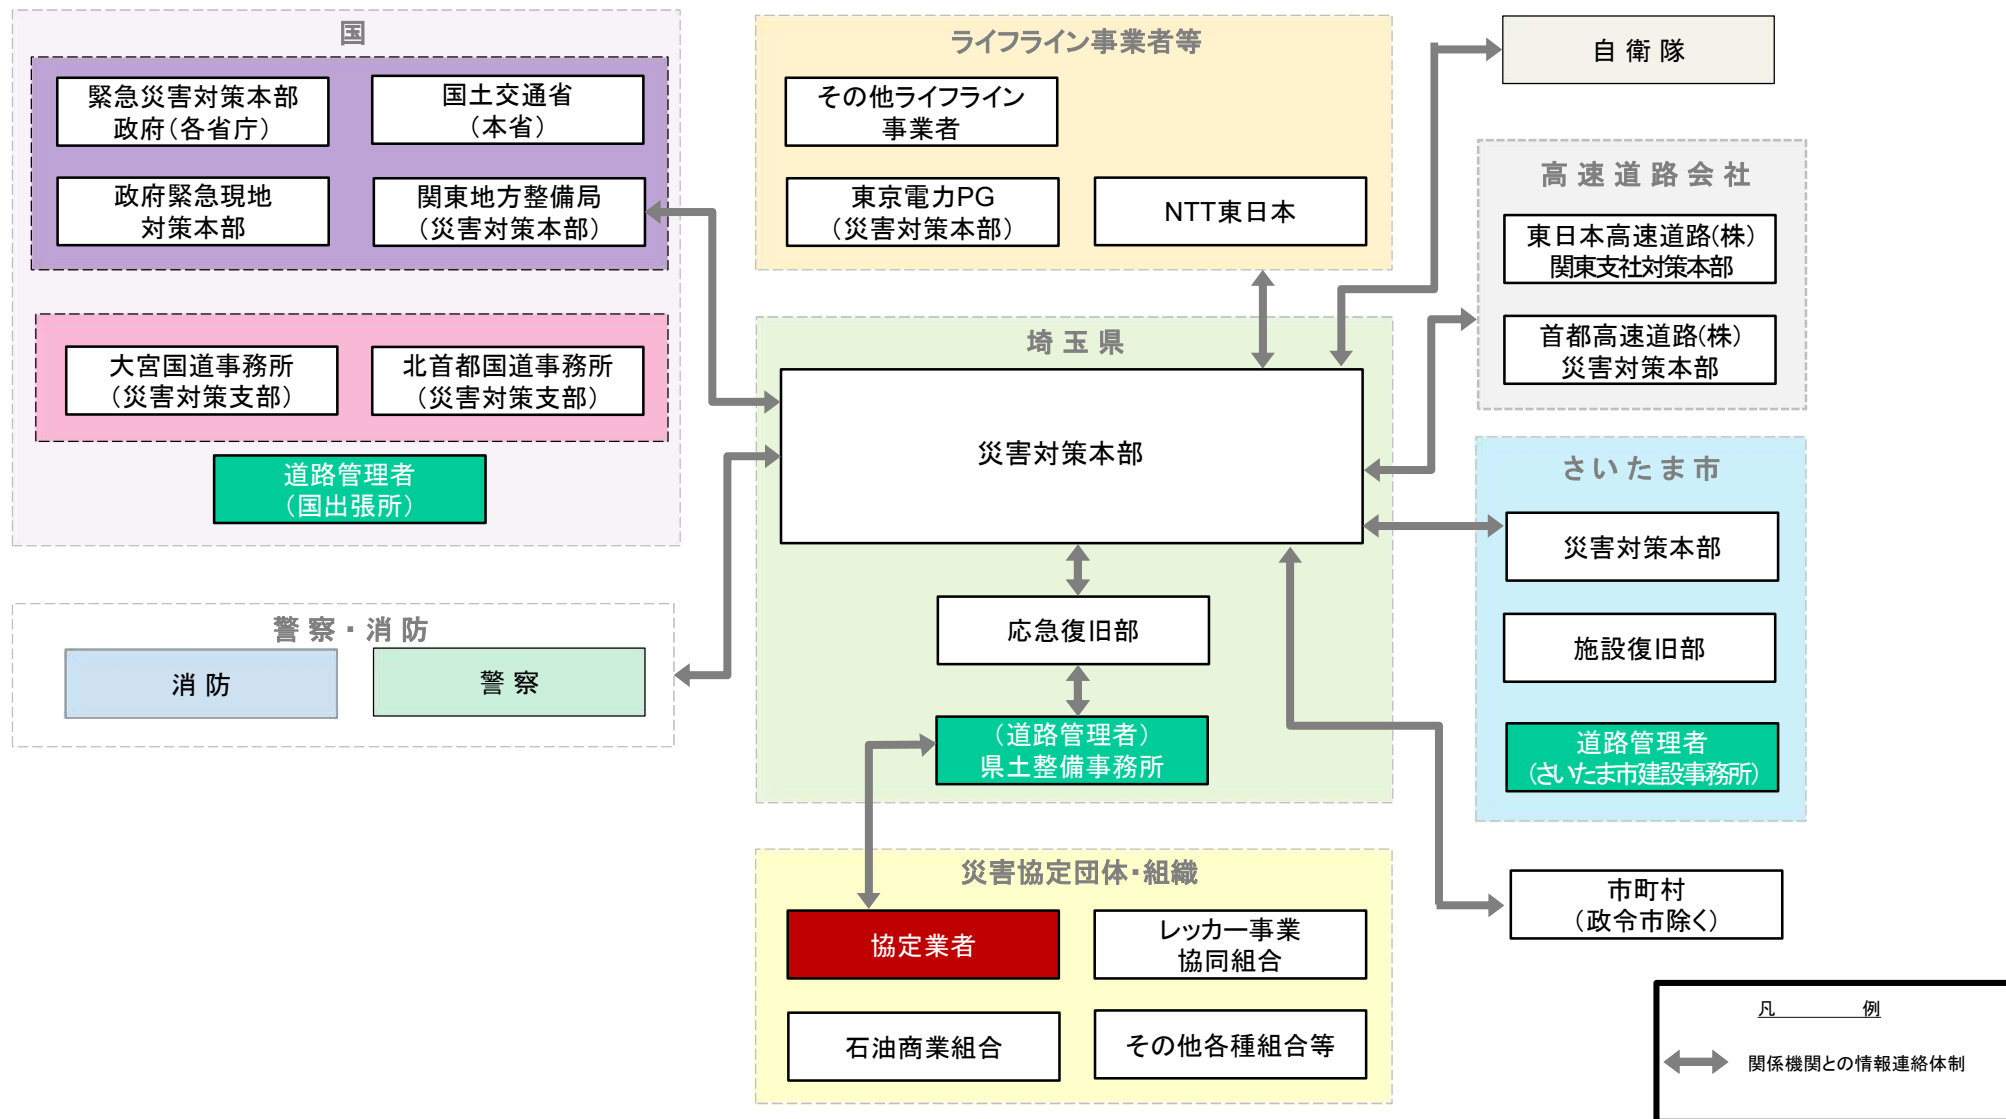 国
緊急災害対策本部
政府（各省庁）
国土交通省
（本省）
政府緊急現地
対策本部
関東地方整備局
（災害対策本部）
大宮国道事務所
（災害対策支部）
北首都国道事務所
（災害対策支部）
道路管理者
（国出張所）
警察・消防
消防
警察
ライフライン事業者等
その他ライフライン
事業者
東京電力PG
（災害対策本部）
NTT東日本
埼玉県
災害対策本部
応急復旧部
（道路管理者）
県土整備事務所
災害協定団体・組織
協定業者
レッカー事業
協同組合
石油商業組合
その他各種組合等
自衛隊
高速道路会社
東日本高速道路(株)
関東支社対策本部
首都高速道路(株)
災害対策本部
さいたま市
災害対策本部
施設復旧部
道路管理者
(さいたま市建設事務所)
市町村
（政令市除く）
凡　例
関係機関との情報連絡体制